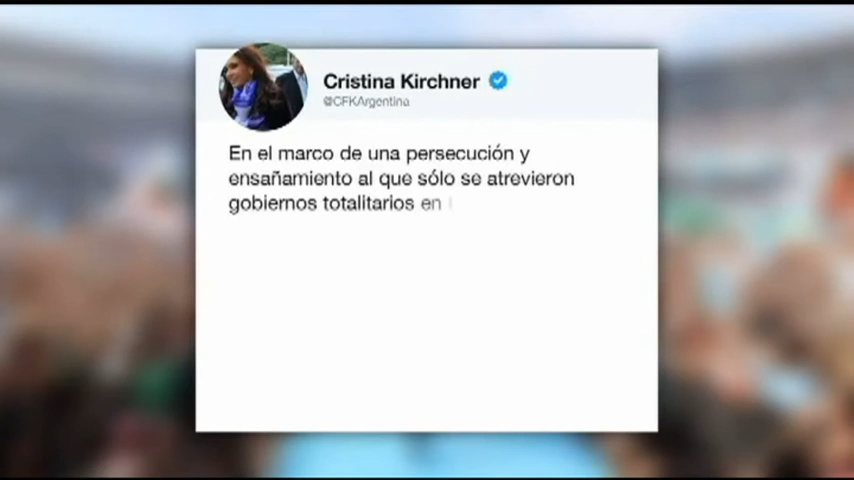 Cristina Kirchner
@CFKArgentina
En el marco de una persecución y
ensañamiento al que sólo se atrevieron
gobiernos totalitarios en